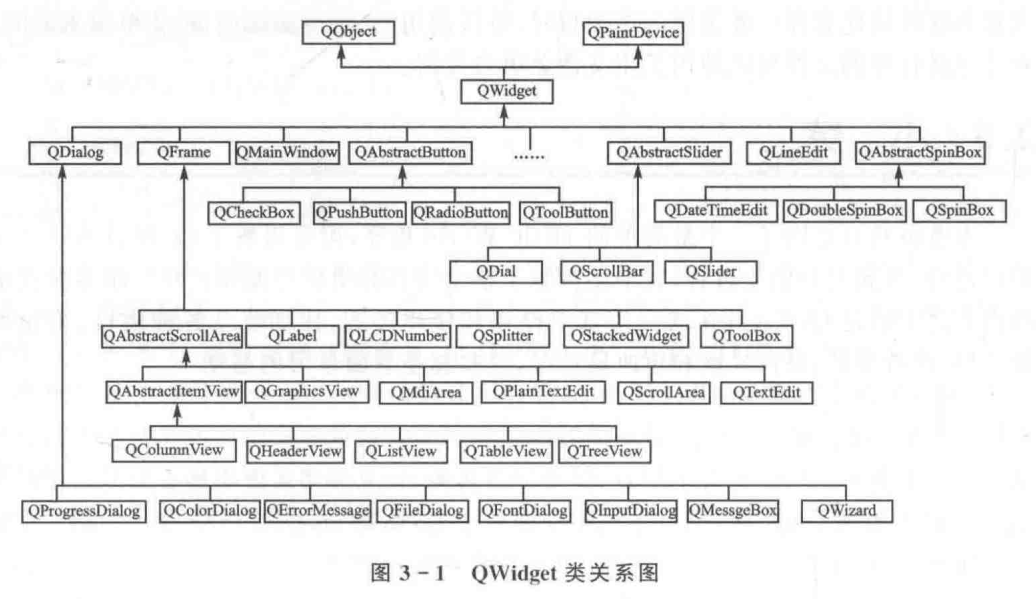 QObject QPaintDevice
QWidget
QDialog QFrame QMainWindow QAbstractButton ...... QAbstractSlider QLineEdit QAbstractSpinBox
QCheckBox QPushButton QRadioButton QToolButton QDateTimeEdit QDoubleSpinBox QSpinBox
QDial QScrollBar QSlider
QAbstractScrollArea QLabel QLCDNumber QSplitter QStackedWidget QToolBox
QAbstractItemView QGraphicsView QMdiArea QPlainTextEdit QScrollArea QTextEdit
QColumnView QHeaderView QListView QTableView QTreeView
QProgressDialog QColorDialog QErrorMessage QFileDialog QFontDialog QInputDialog QMessgeBox QWizard
图 3-1 QWidget 类关系图